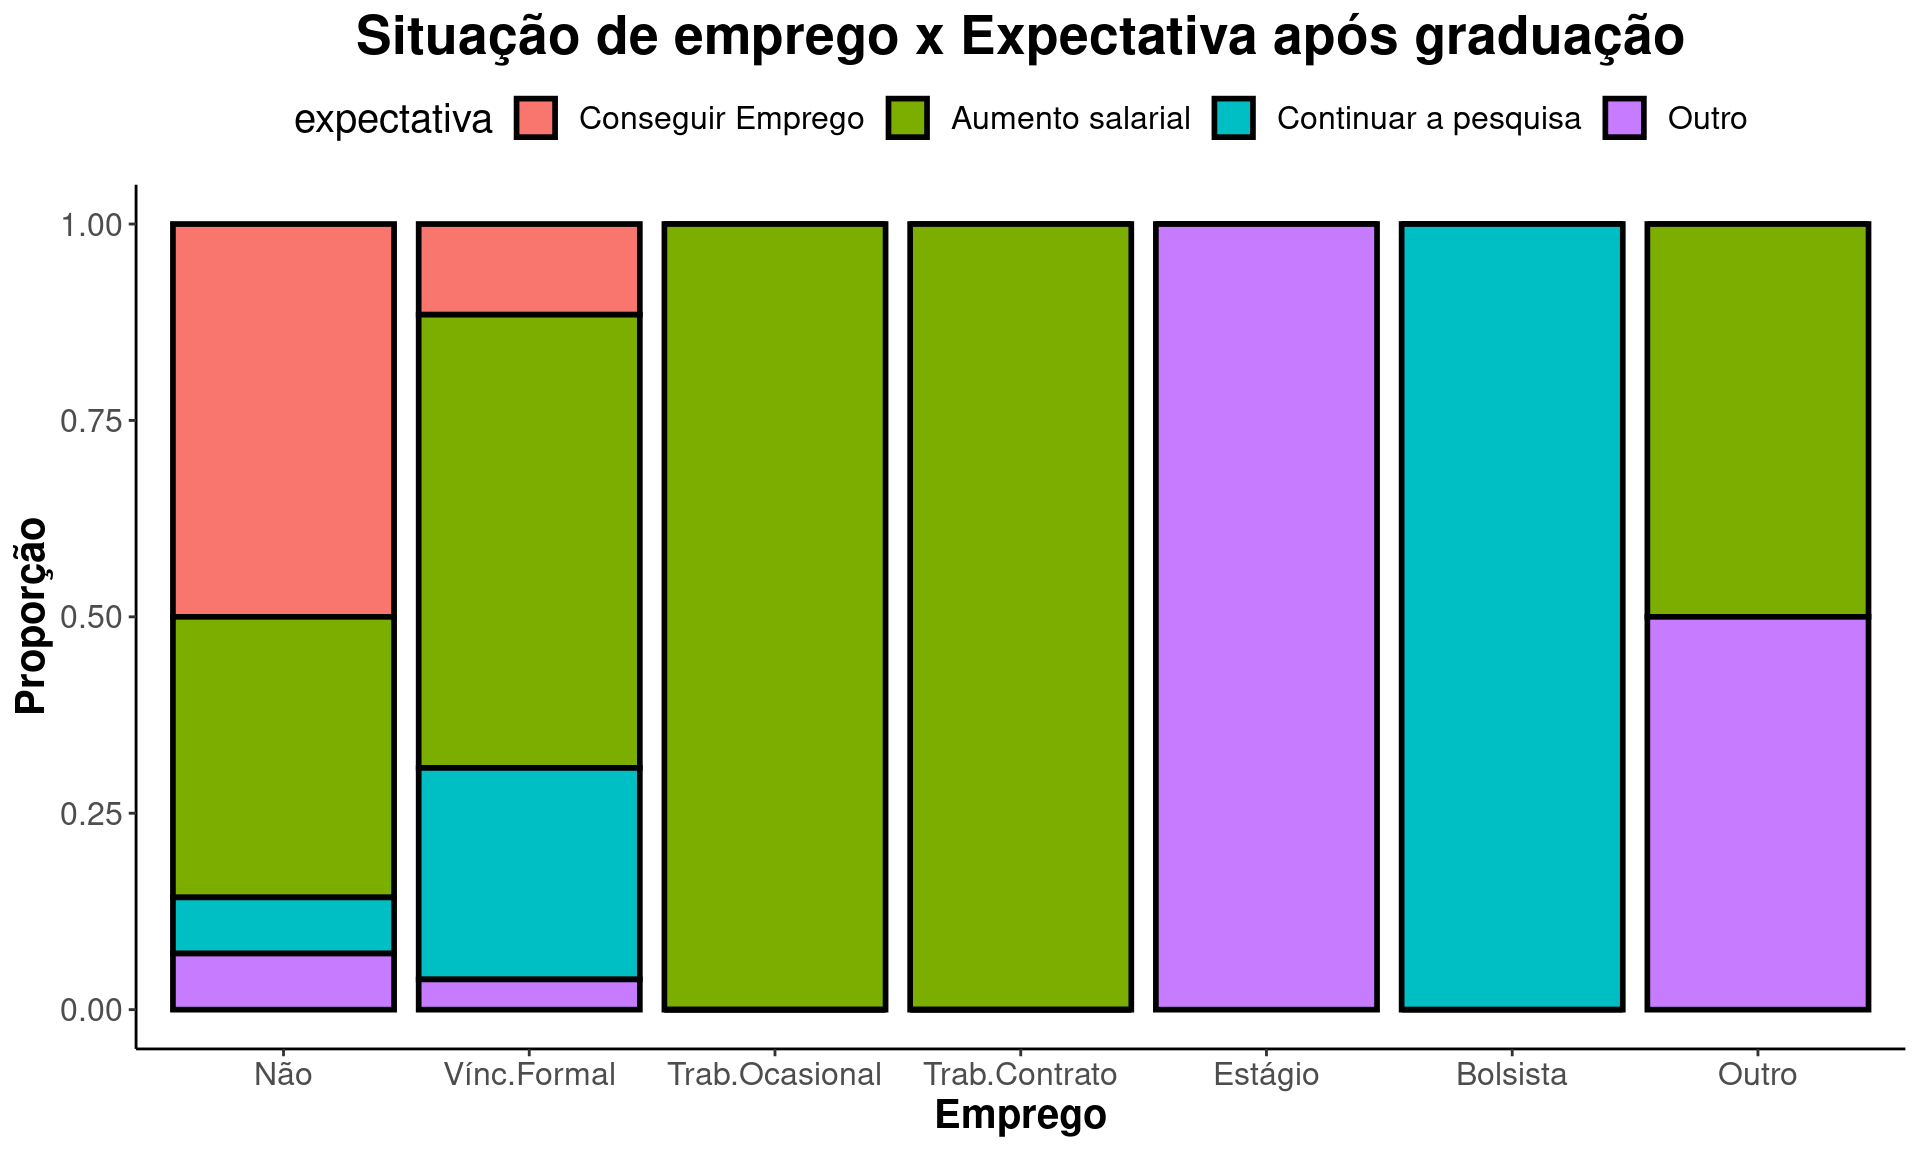 Situação de emprego x Expectativa após graduação
expectativa Conseguir Emprego Aumento salarial Continuar a pesquisa Outro
1.00
0.75
0.50
0.25
0.00
Proporção
Não Vínc.Formal Trab.Ocasional Trab.Contrato Estágio Bolsista Outro
Emprego